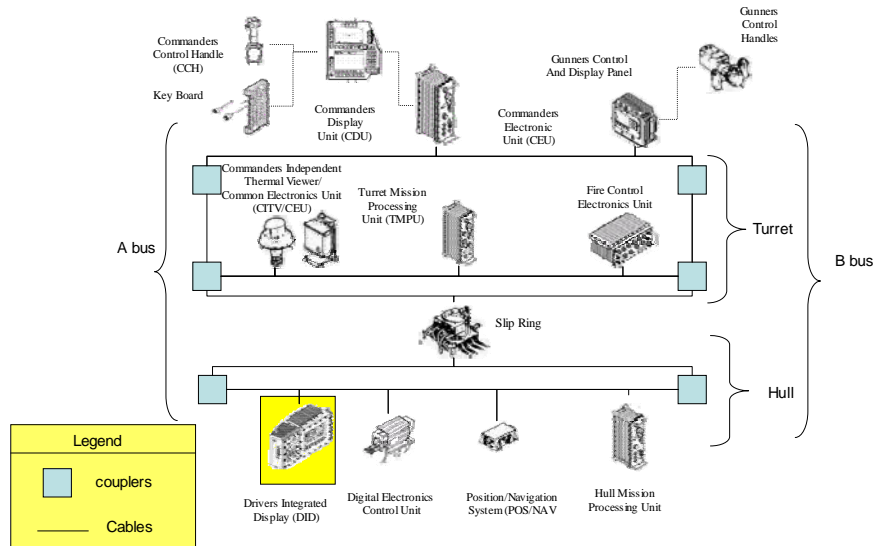 Commanders
Control Handle
(CCH)
Key Board
Commanders
Display
Unit (CDU)
Gunners Control
And Display Panel
Commanders
Electronic
Unit (CEU)
Gunners
Control
Handles
Commanders Independent
Thermal Viewer/
Common Electronics Unit
(CITV/CEU)
Turret Mission
Processing
Unit (TMPU)
Fire Control
Electronics Unit
Turret
A bus
B bus
Slip Ring
Hull
Legend
couplers
Cables
Drivers Integrated
Display (DID)
Digital Electronics
Control Unit
Position/Navigation
System (POS/NAV
Hull Mission
Processing Unit